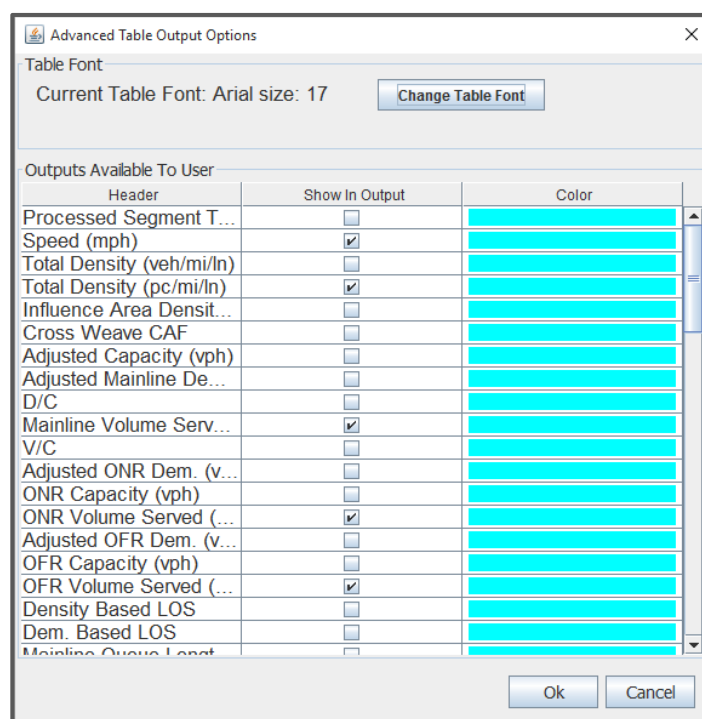 Advanced Table Output Options
Table Font
Current Table Font: Arial size: 17
Change Table Font
Outputs Available To User
Header Show In Output Color
Processed Segment T...
Speed (mph)
Total Density (veh/mi/ln)
Total Density (pc/mi/ln)
Influence Area Densit...
Cross Weave CAF
Adjusted Capacity (vph)
Adjusted Mainline De...
D/C
Mainline Volume Serv...
V/C
Adjusted ONR Dem. (v...
ONR Capacity (vph)
ONR Volume Served (...
Adjusted OFR Dem. (v...
OFR Capacity (vph)
OFR Volume Served (...
Density Based LOS
Dem. Based LOS
Mainline Queue Lengt...
Ok Cancel